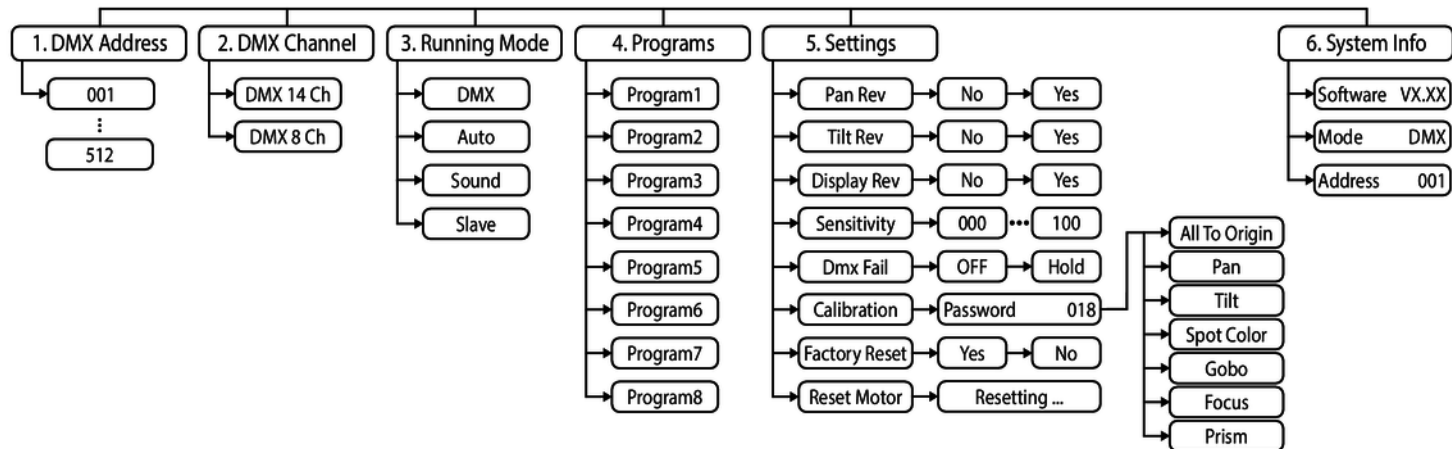 1. DMX Address
001
⋮
512
2. DMX Channel
DMX 14 Ch
DMX 8 Ch
3. Running Mode
DMX
Auto
Sound
Slave
4. Programs
Program1
Program2
Program3
Program4
Program5
Program6
Program7
Program8
5. Settings
Pan Rev No Yes
Tilt Rev No Yes
Display Rev No Yes
Sensitivity 000 ••• 100
Dmx Fail OFF Hold
Calibration Password 018
All To Origin
Pan
Tilt
Spot Color
Gobo
Focus
Prism
Factory Reset Yes No
Reset Motor Resetting ...
6. System Info
Software VX.XX
Mode DMX
Address 001